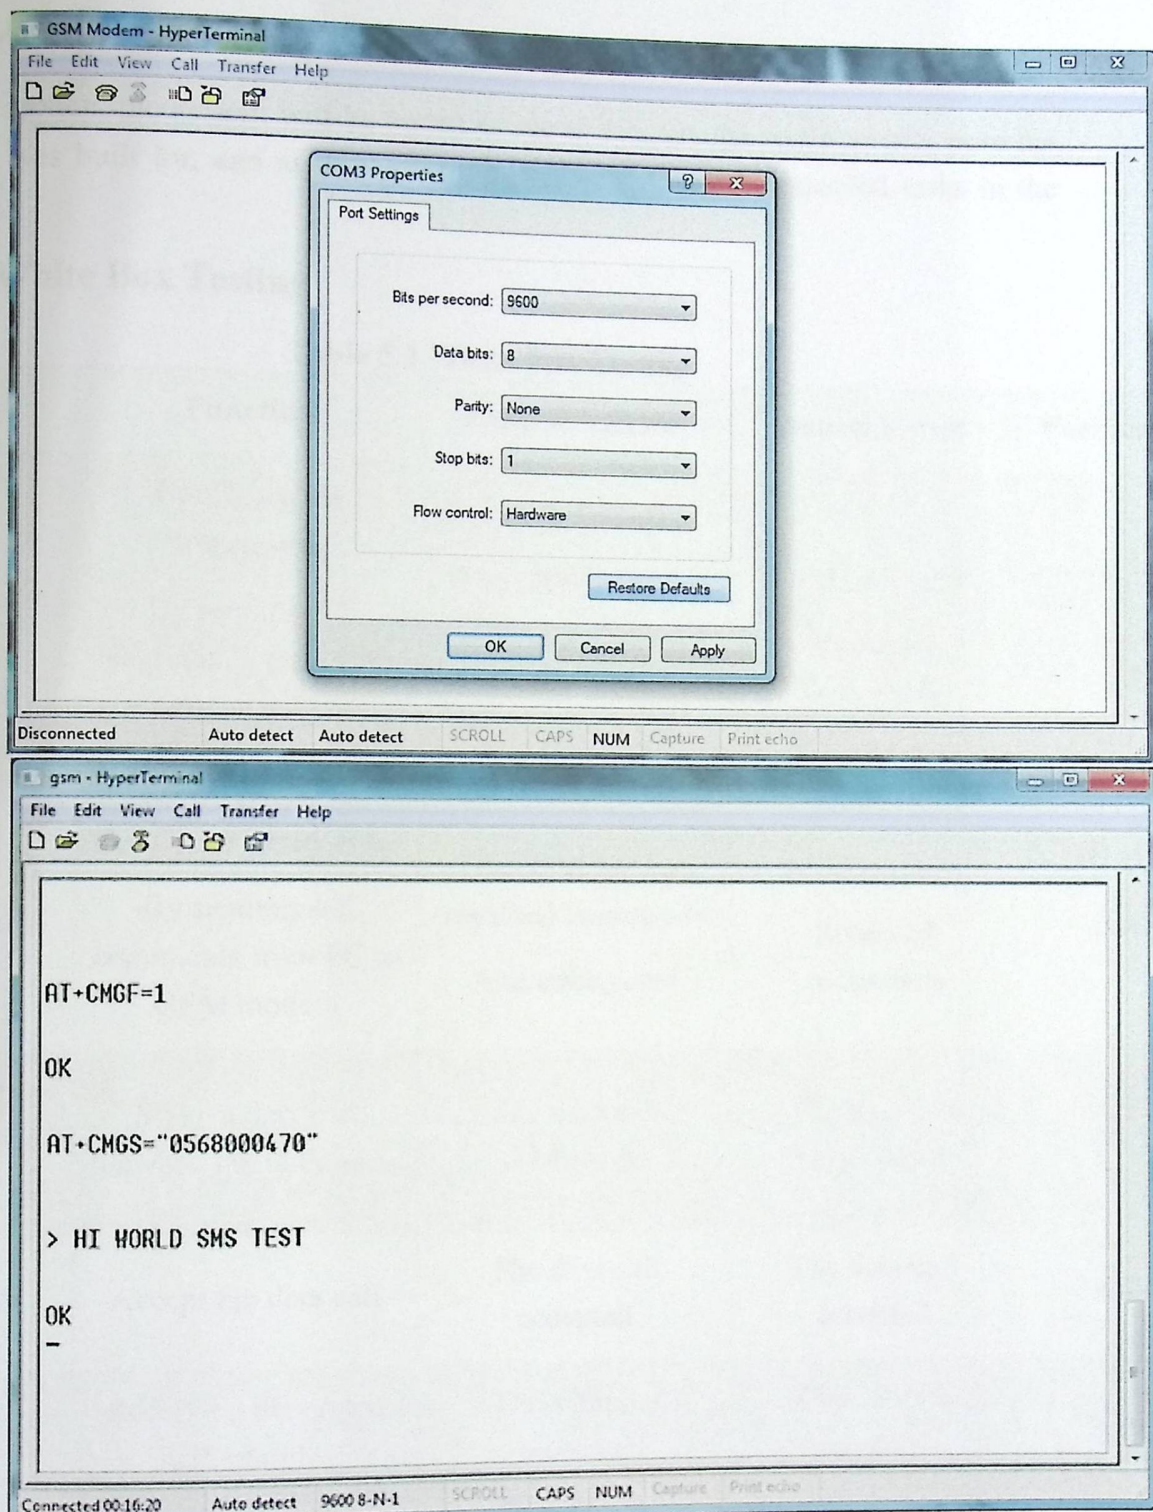 GSM Modem - HyperTerminal
File Edit View Call Transfer Help
COM3 Properties
Port Settings
Bits per second: 9600
Data bits: 8
Parity: None
Stop bits: 1
Flow control: Hardware
Restore Defaults
OK Cancel Apply
Disconnected Auto detect Auto detect SCROLL CAPS NUM Capture Print echo
gsm - HyperTerminal
File Edit View Call Transfer Help
AT+CMGF=1
OK
AT+CMGS="0568000470"
> HI WORLD SMS TEST
OK
Connected 00:16:20 Auto detect 9600 8-N-1 SCROLL CAPS NUM Capture Print echo